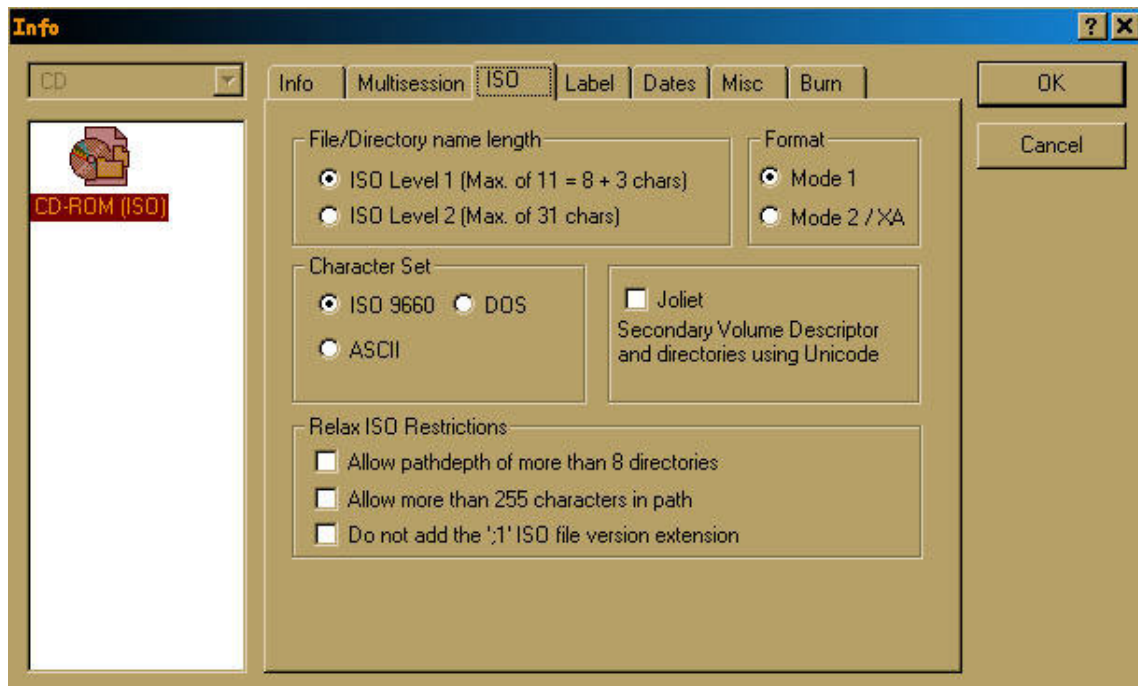 Info
CD
CD-ROM (ISO)
Info Multisession ISO Label Dates Misc Burn
File/Directory name length
ISO Level 1 (Max. of 11 = 8 + 3 chars)
ISO Level 2 (Max. of 31 chars)
Format
Mode 1
Mode 2 / XA
Character Set
ISO 9660 DOS
ASCII
Joliet
Secondary Volume Descriptor
and directories using Unicode
Relax ISO Restrictions
Allow pathdepth of more than 8 directories
Allow more than 255 characters in path
Do not add the ';1' ISO file version extension
OK
Cancel